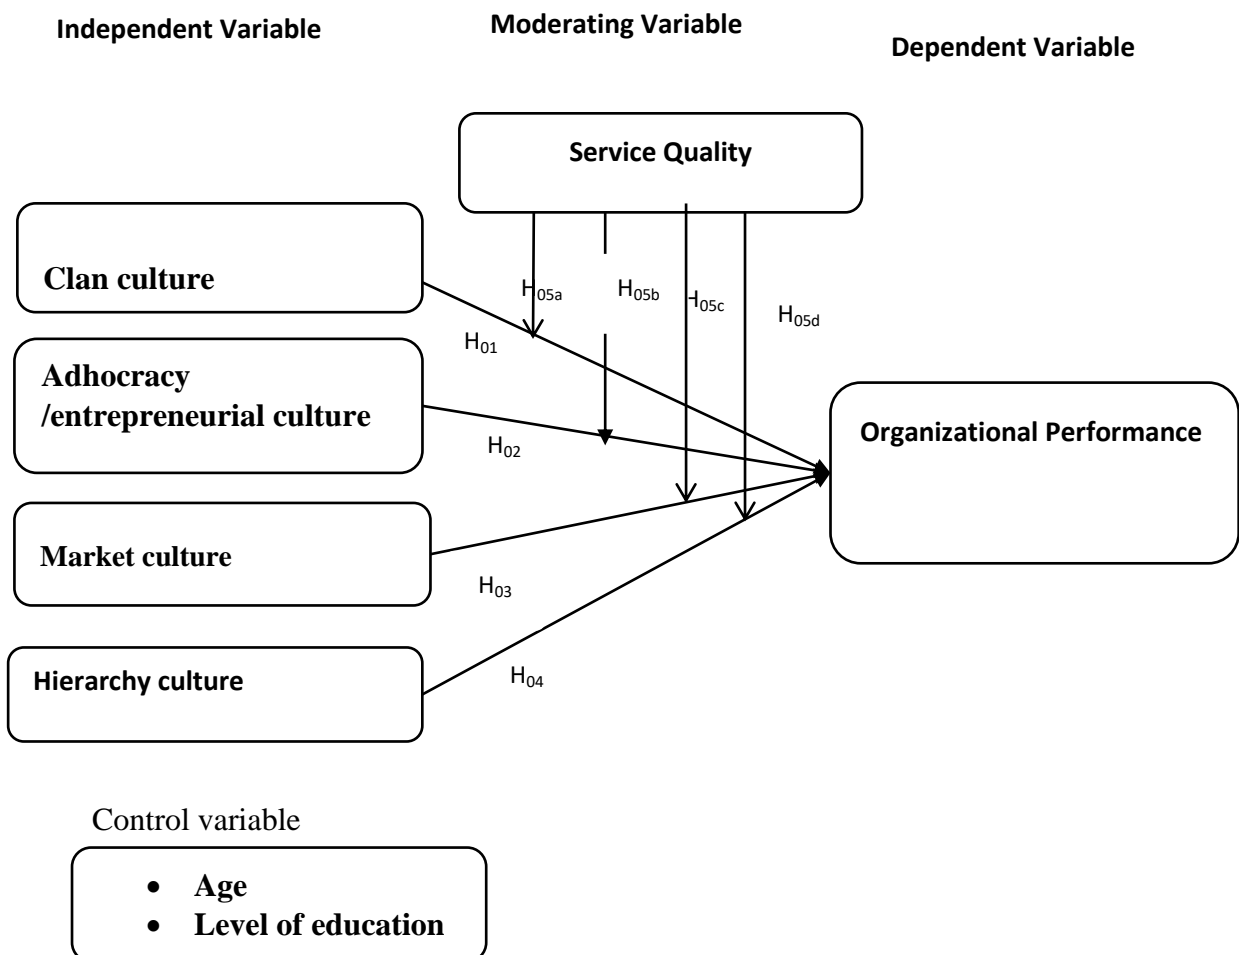 Independent Variable
Moderating Variable
Dependent Variable
Service Quality
Clan culture
H05a
H05b
H05c
H05d
H01
Adhocracy
/entrepreneurial culture
Organizational Performance
H02
Market culture
H03
Hierarchy culture
H04
Control variable
• Age
• Level of education